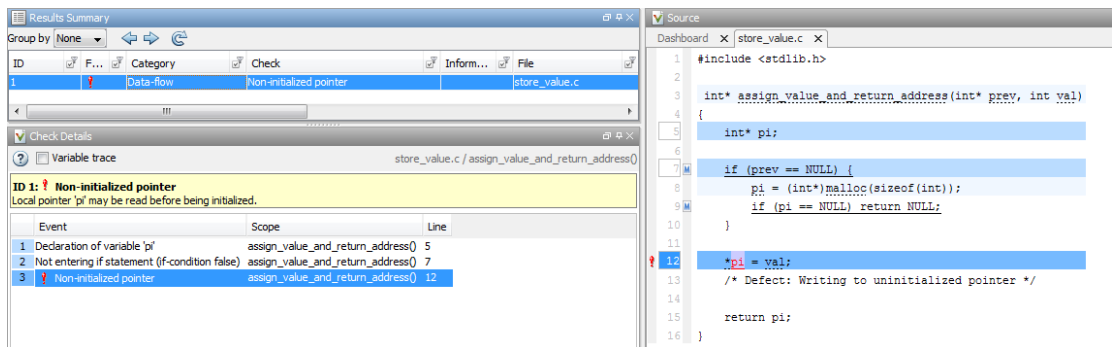 Results Summary
Group by None
ID F... Category Check Inform... File
1 Data-flow Non-initialized pointer store_value.c
Check Details
Variable trace store_value.c / assign_value_and_return_address()
ID 1: ! Non-initialized pointer
Local pointer 'pi' may be read before being initialized.
Event Scope Line
1 Declaration of variable 'pi' assign_value_and_return_address() 5
2 Not entering if statement (if-condition false) assign_value_and_return_address() 7
3 ! Non-initialized pointer assign_value_and_return_address() 12
Source
Dashboard x store_value.c x
1 #include <stdlib.h>
2
3 int* assign_value_and_return_address(int* prev, int val)
4 {
5 int* pi;
6
7 M if (prev == NULL) {
8 pi = (int*)malloc(sizeof(int));
9 M if (pi == NULL) return NULL;
10 }
11
! 12 *pi = val;
13 /* Defect: Writing to uninitialized pointer */
14
15 return pi;
16 }